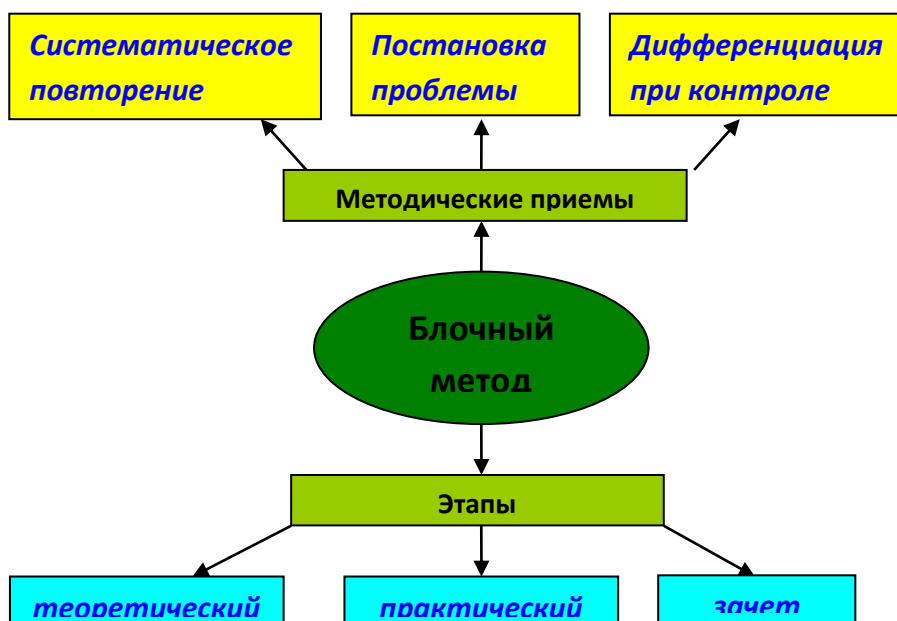 Систематическое
повторение
Постановка
проблемы
Дифференциация
при контроле
Методические приемы
Блочный
метод
Этапы
теоретический
практический
зачет